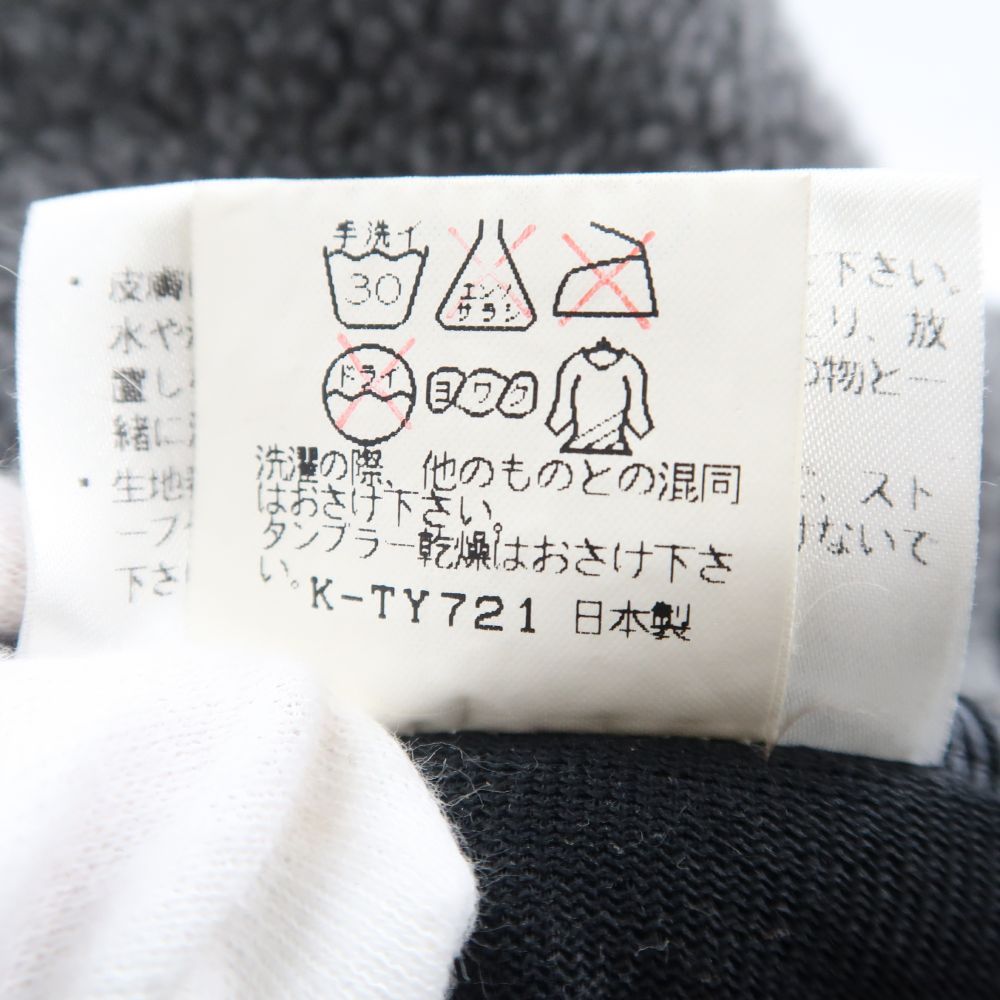 手洗イ
30
エンソ
サラシ
ドライ
ヨワク
洗濯の際、他のものとの混同
はおさけ下さい。
タンブラー乾燥はおさけ下さ
い。
K-TY721 日本製
・皮膚
水や
置し
緒に
・生地
ープ
下さ
下さい。
り、放
物と一
スト
けないで